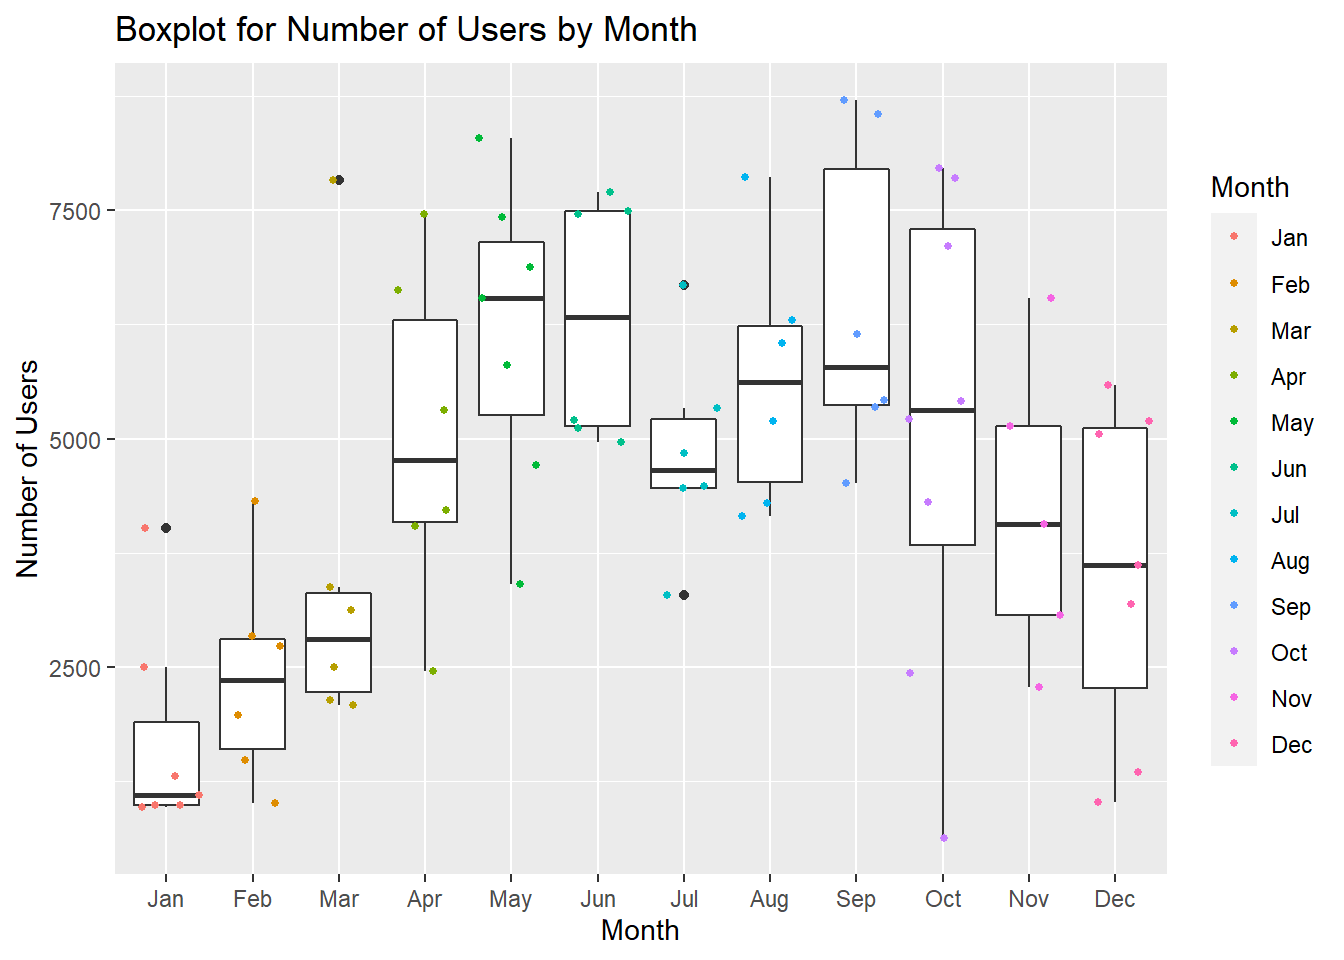 Boxplot for Number of Users by Month
Number of Users
7500
5000
2500
Jan Feb Mar Apr May Jun Jul Aug Sep Oct Nov Dec
Month
Month
Jan
Feb
Mar
Apr
May
Jun
Jul
Aug
Sep
Oct
Nov
Dec